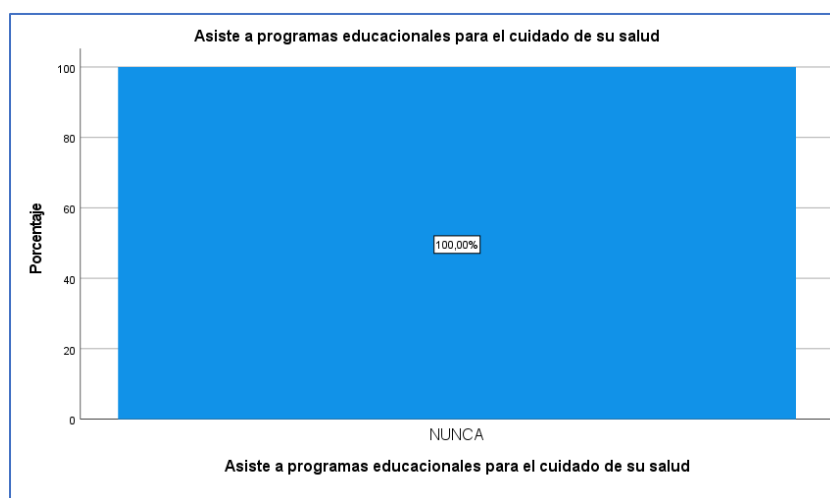 Asiste a programas educacionales para el cuidado de su salud
Porcentaje
100
80
60
40
20
0
100,00%
NUNCA
Asiste a programas educacionales para el cuidado de su salud